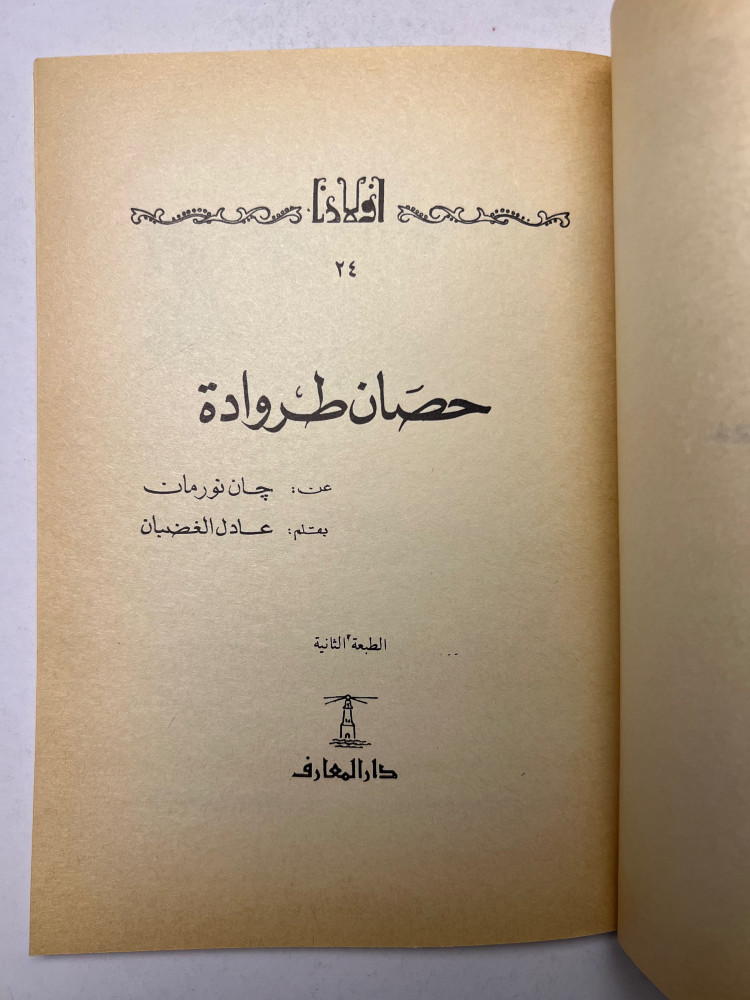 أولادنا
٢٤
حصان طروادة
عن: چان نورمان
بقلم: عادل الغضبان
الطبعة الثانية
دار المعارف